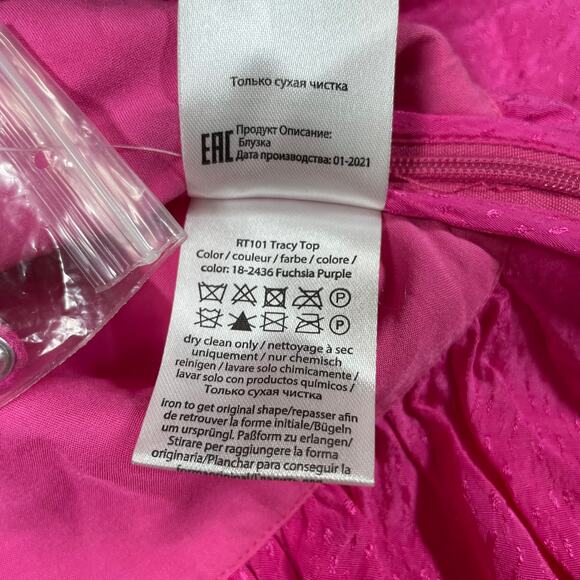 Только сухая чистка
EAC
Продукт Описание:
Блузка
Дата производства: 01-2021
RT101 Tracy Top
Color / couleur / farbe / colore /
color: 18-2436 Fuchsia Purple
P
P
dry clean only / nettoyage à sec
uniquement / nur chemisch
reinigen / lavare solo chimicamente /
lavar solo con productos químicos /
Только сухая чистка
iron to get original shape/repasser afin
de retrouver la forme initiale/Bügeln
um ursprüngl. Paßform zu erlangen/
Stirare per raggiungere la forma
originaria/Planchar para conseguir la